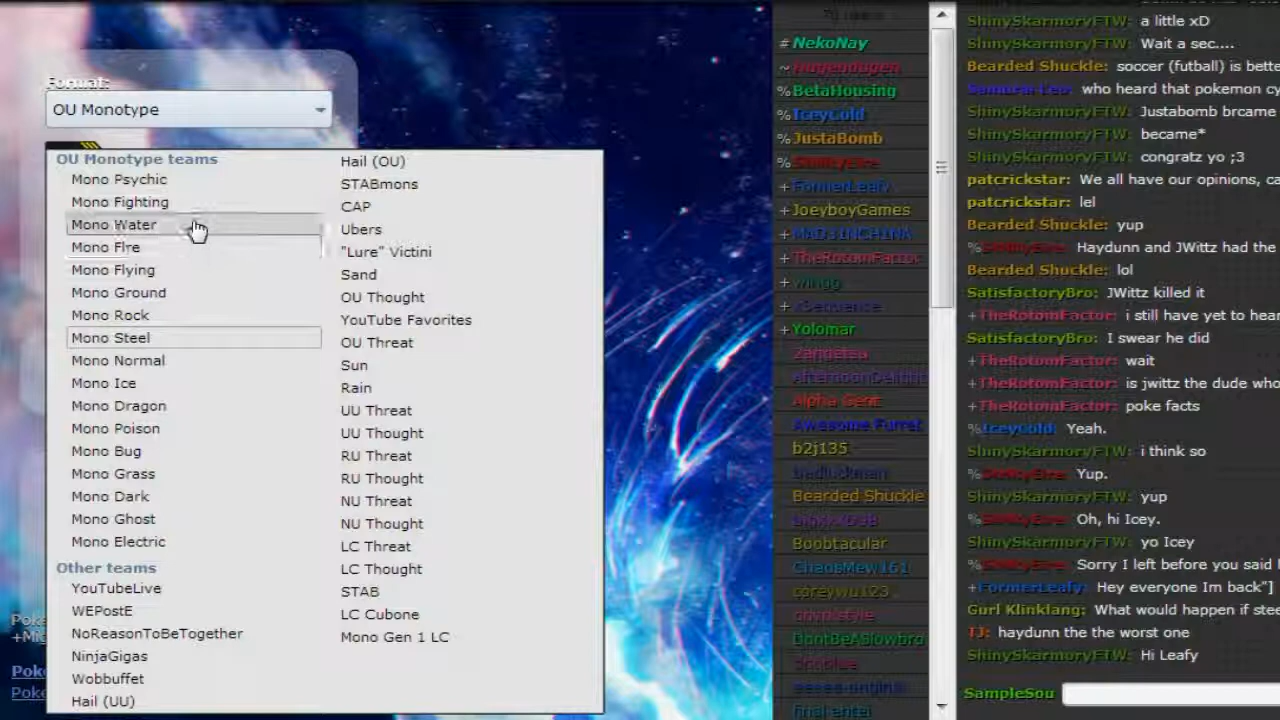 Format:
OU Monotype
OU Monotype teams
Mono Psychic
Mono Fighting
Mono Water
Mono Fire
Mono Flying
Mono Ground
Mono Rock
Mono Steel
Mono Normal
Mono Ice
Mono Dragon
Mono Poison
Mono Bug
Mono Grass
Mono Dark
Mono Ghost
Mono Electric
Other teams
YouTubeLive
WEPostE
NoReasonToBeTogether
NinjaGigas
Wobbuffet
Hail (UU)
Hail (OU)
STABmons
CAP
Ubers
"Lure" Victini
Sand
OU Thought
YouTube Favorites
OU Threat
Sun
Rain
UU Threat
UU Thought
RU Threat
RU Thought
NU Threat
NU Thought
LC Threat
LC Thought
STAB
LC Cubone
Mono Gen 1 LC
#NekoNay
%BetaHousing
%IceyCold
%JustaBomb
+FormerLeafy
+JoeyboyGames
+MAD3INCH1NA
+TheRotomFactor
+wingg
+Yolomar
Alpha Gent
Awesome Furret
b2j135
badluckman
Bearded Shuckle
Boobtacular
ChaosMew161
coreywu123
DontBeASlowbro
final entei
ShinySkarmoryFTW: a little xD
ShinySkarmoryFTW: Wait a sec....
Bearded Shuckle: soccer (futball) is bette
Samurai Leo: who heard that pokemon cy
ShinySkarmoryFTW: Justabomb brcame
ShinySkarmoryFTW: became*
ShinySkarmoryFTW: congratz yo ;3
patcrickstar: We all have our opinions, ca
patcrickstar: lel
Bearded Shuckle: yup
Haydunn and JWittz had the
Bearded Shuckle: lol
SatisfactoryBro: JWittz killed it
+TheRotomFactor: i still have yet to hear
SatisfactoryBro: I swear he did
+TheRotomFactor: wait
+TheRotomFactor: is jwittz the dude who
+TheRotomFactor: poke facts
%IceyCold: Yeah.
ShinySkarmoryFTW: i think so
Yup.
ShinySkarmoryFTW: yup
Oh, hi Icey.
ShinySkarmoryFTW: yo Icey
Sorry I left before you said
+FormerLeafy: Hey everyone Im back"]
Gurl Klinklang: What would happen if stee
TJ: haydunn the the worst one
ShinySkarmoryFTW: Hi Leafy
SampleSou